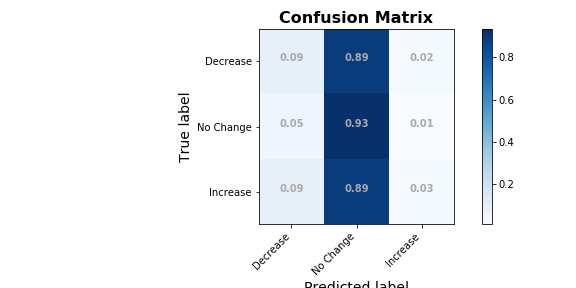 Confusion Matrix
True label
Decrease 0.09 0.89 0.02
No Change 0.05 0.93 0.01
Increase 0.09 0.89 0.03
Decrease No Change Increase
Predicted label
0.8
0.6
0.4
0.2